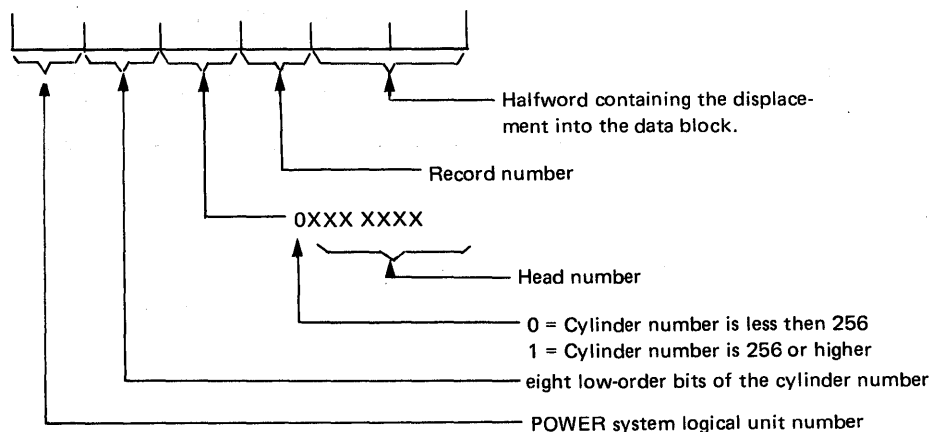 Halfword containing the displace-
ment into the data block.
Record number
0XXX XXXX
Head number
0 = Cylinder number is less then 256
1 = Cylinder number is 256 or higher
eight low-order bits of the cylinder number
POWER system logical unit number